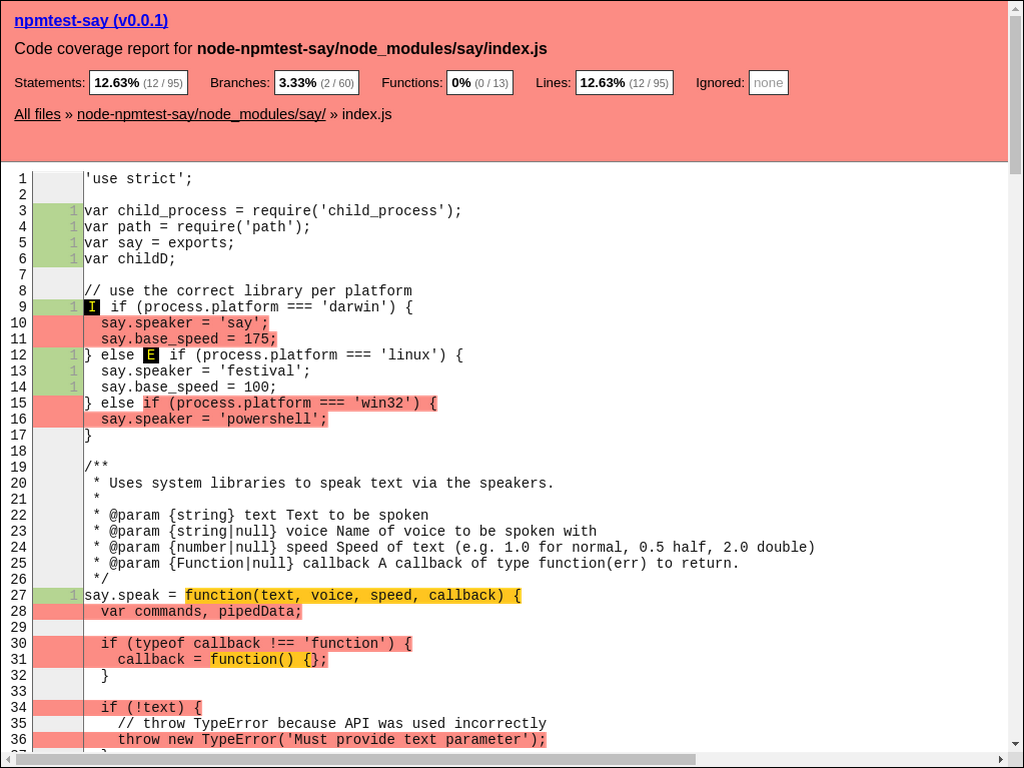 npmtest-say (v0.0.1)
Code coverage report for node-npmtest-say/node_modules/say/index.js
Statements: 12.63% (12 / 95) Branches: 3.33% (2 / 60) Functions: 0% (0 / 13) Lines: 12.63% (12 / 95) Ignored: none
All files » node-npmtest-say/node_modules/say/ » index.js
1 'use strict';
2
3 1 var child_process = require('child_process');
4 1 var path = require('path');
5 1 var say = exports;
6 1 var childD;
7
8 // use the correct library per platform
9 1 I if (process.platform === 'darwin') {
10   say.speaker = 'say';
11   say.base_speed = 175;
12 1 } else E if (process.platform === 'linux') {
13 1   say.speaker = 'festival';
14 1   say.base_speed = 100;
15 } else if (process.platform === 'win32') {
16   say.speaker = 'powershell';
17 }
18
19 /**
20  * Uses system libraries to speak text via the speakers.
21  *
22  * @param {string} text Text to be spoken
23  * @param {string|null} voice Name of voice to be spoken with
24  * @param {number|null} speed Speed of text (e.g. 1.0 for normal, 0.5 half, 2.0 double)
25  * @param {Function|null} callback A callback of type function(err) to return.
26  */
27 1 say.speak = function(text, voice, speed, callback) {
28   var commands, pipedData;
29
30   if (typeof callback !== 'function') {
31     callback = function() {};
32   }
33
34   if (!text) {
35     // throw TypeError because API was used incorrectly
36     throw new TypeError('Must provide text parameter');